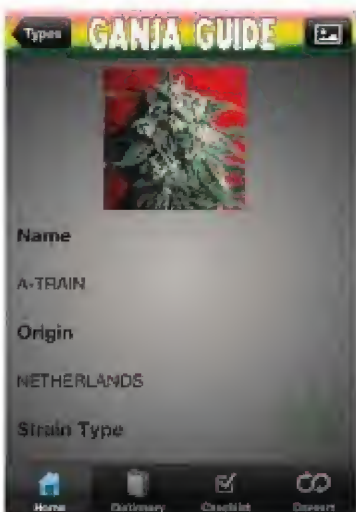 Types GANJA GUIDE
Name
A-TRAIN
Origin
NETHERLANDS
Strain Type
Home Dictionary Checklist